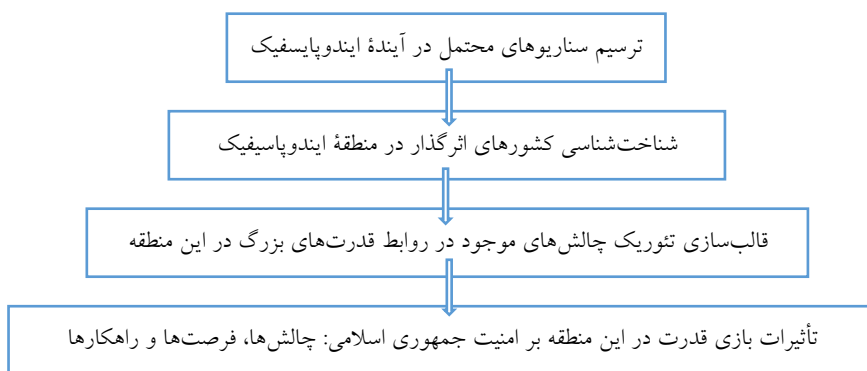 ترسیم سناریوهای محتمل در آیندۀ ایندوپایسفیک
شناخت‌شناسی کشورهای اثرگذار در منطقۀ ایندوپاسیفیک
قالب‌سازی تئوریک چالش‌های موجود در روابط قدرت‌های بزرگ در این منطقه
تأثیرات بازی قدرت در این منطقه بر امنیت جمهوری اسلامی: چالش‌ها، فرصت‌ها و راهکارها